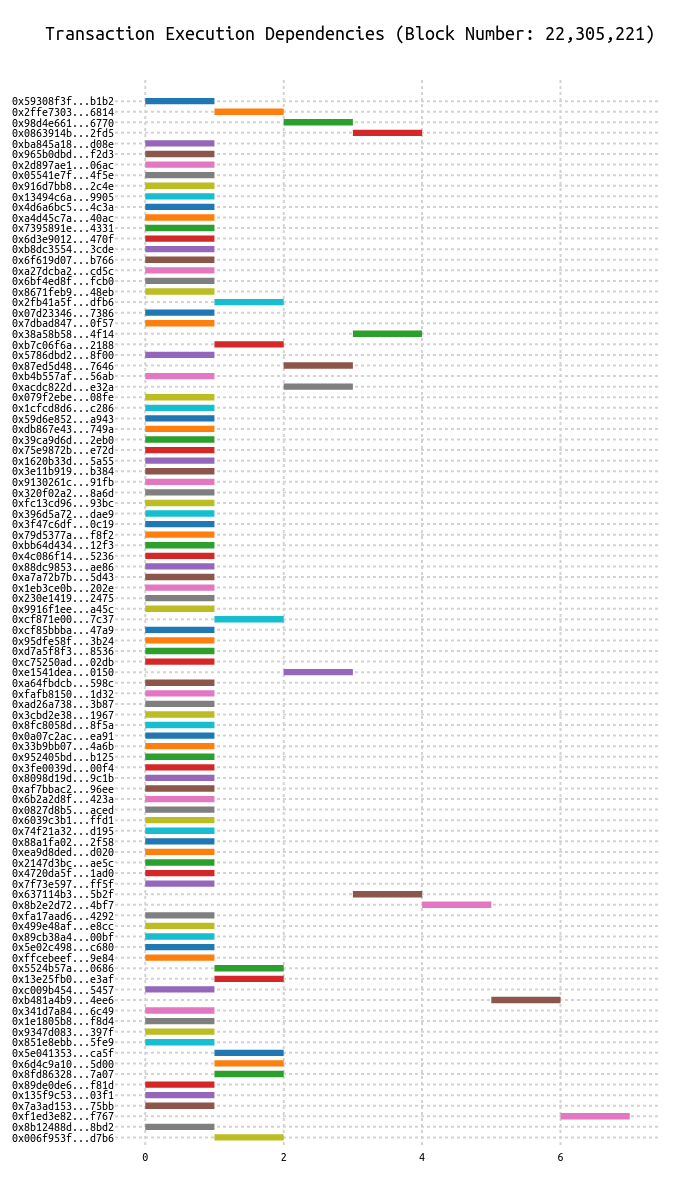 Transaction Execution Dependencies (Block Number: 22,305,221)
0x59308f3f...b1b2
0x2ffe7303...6814
0x98d4e661...6770
0x0863914b...2fd5
0xba845a18...d08e
0x965b0dbd...f2d3
0x2d897ae1...06ac
0x05541e7f...4f5e
0x916d7bb8...2c4e
0x13494c6a...9905
0x4d6a6bc5...4c3a
0xa4d45c7a...40ac
0x7395891e...4331
0x6d3e9012...470f
0xb8dc3554...3cde
0x6f619d07...b766
0xa27dcba2...cd5c
0x6bf4ed8f...fcb0
0x8671feb9...48eb
0x2fb41a5f...dfb6
0x07d23346...7386
0x7dbad847...0f57
0x38a58b58...4f14
0xb7c06f6a...2188
0x5786dbd2...8f00
0x87ed5d48...7646
0xb4b557af...56ab
0xacdc822d...e32a
0x079f2ebe...08fe
0x1cfcd8d6...c286
0x59d6e852...a943
0xdb867e43...749a
0x39ca9d6d...2eb0
0x75e9872b...e72d
0x1620b33d...5a55
0x3e11b919...b384
0x9130261c...91fb
0x320f02a2...8a6d
0xfc13cd96...93bc
0x396d5a72...dae9
0x3f47c6df...0c19
0x79d5377a...f8f2
0xbb64d434...12f3
0x4c086f14...5236
0x88dc9853...ae86
0xa7a72b7b...5d43
0x1eb3ce0b...202e
0x230e1419...2475
0x9916f1ee...a45c
0xcf871e00...7c37
0xcf85bbba...47a9
0x95dfe58f...3b24
0xd7a5f8f3...8536
0xc75250ad...02db
0xe1541dea...0150
0xa64fbdcb...598c
0xfafb8150...1d32
0xad26a738...3b87
0x3cbd2e38...1967
0x8fc8058d...8f5a
0x0a07c2ac...ea91
0x33b9bb07...4a6b
0x952405bd...b125
0x3fe0039d...00f4
0x8098d19d...9c1b
0xaf7bbac2...96ee
0x6b2a2d8f...423a
0x0827d8b5...aced
0x6039c3b1...ffd1
0x74f21a32...d195
0x88a1fa02...2f58
0xea9d8ded...d020
0x2147d3bc...ae5c
0x4720da5f...1ad0
0x7f73e597...ff5f
0x637114b3...5b2f
0x8b2e2d72...4bf7
0xfa17aad6...4292
0x499e48af...e8cc
0x89cb38a4...00bf
0x5e02c498...c680
0xffcebeef...9e84
0x5524b57a...0686
0x13e25fb0...e3af
0xc009b454...5457
0xb481a4b9...4ee6
0x341d7a84...6c49
0x1e1805b8...f8d4
0x9347d083...397f
0x851e8ebb...5fe9
0x5e041353...ca5f
0x6d4c9a10...5d00
0x8fd86328...7a07
0x89de0de6...f81d
0x135f9c53...03f1
0x7a3ad153...75bb
0xf1ed3e82...f767
0x8b12488d...8bd2
0x006f953f...d7b6
0 2 4 6